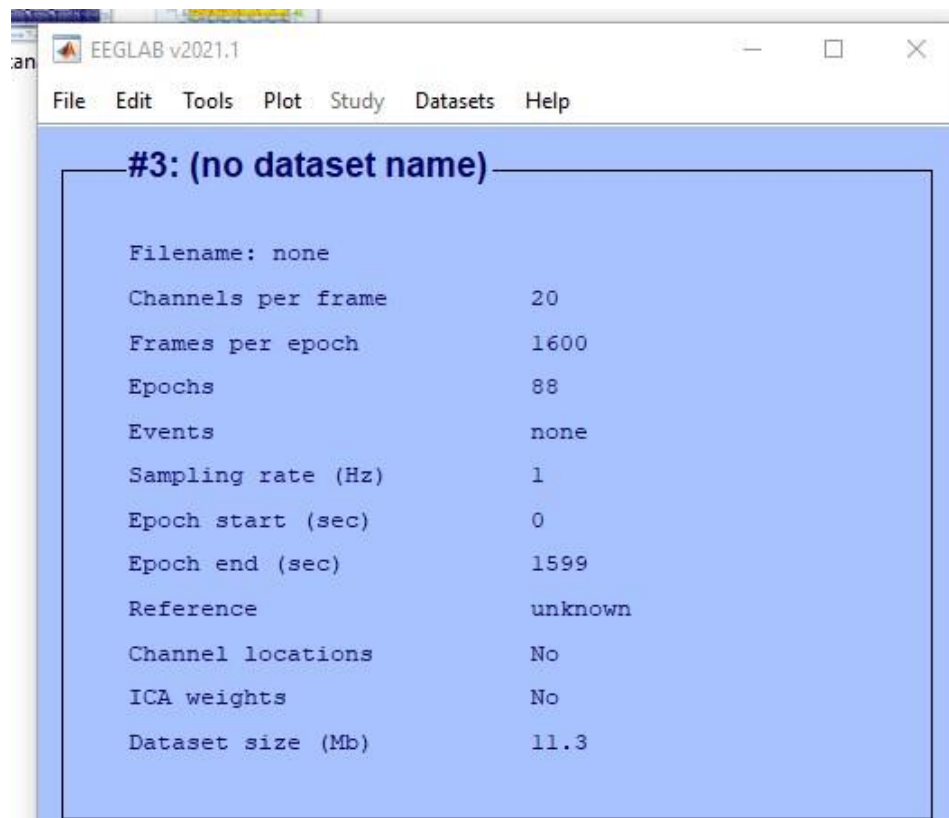 EEGLAB v2021.1
File Edit Tools Plot Study Datasets Help
#3: (no dataset name)
Filename: none
Channels per frame 20
Frames per epoch 1600
Epochs 88
Events none
Sampling rate (Hz) 1
Epoch start (sec) 0
Epoch end (sec) 1599
Reference unknown
Channel locations No
ICA weights No
Dataset size (Mb) 11.3